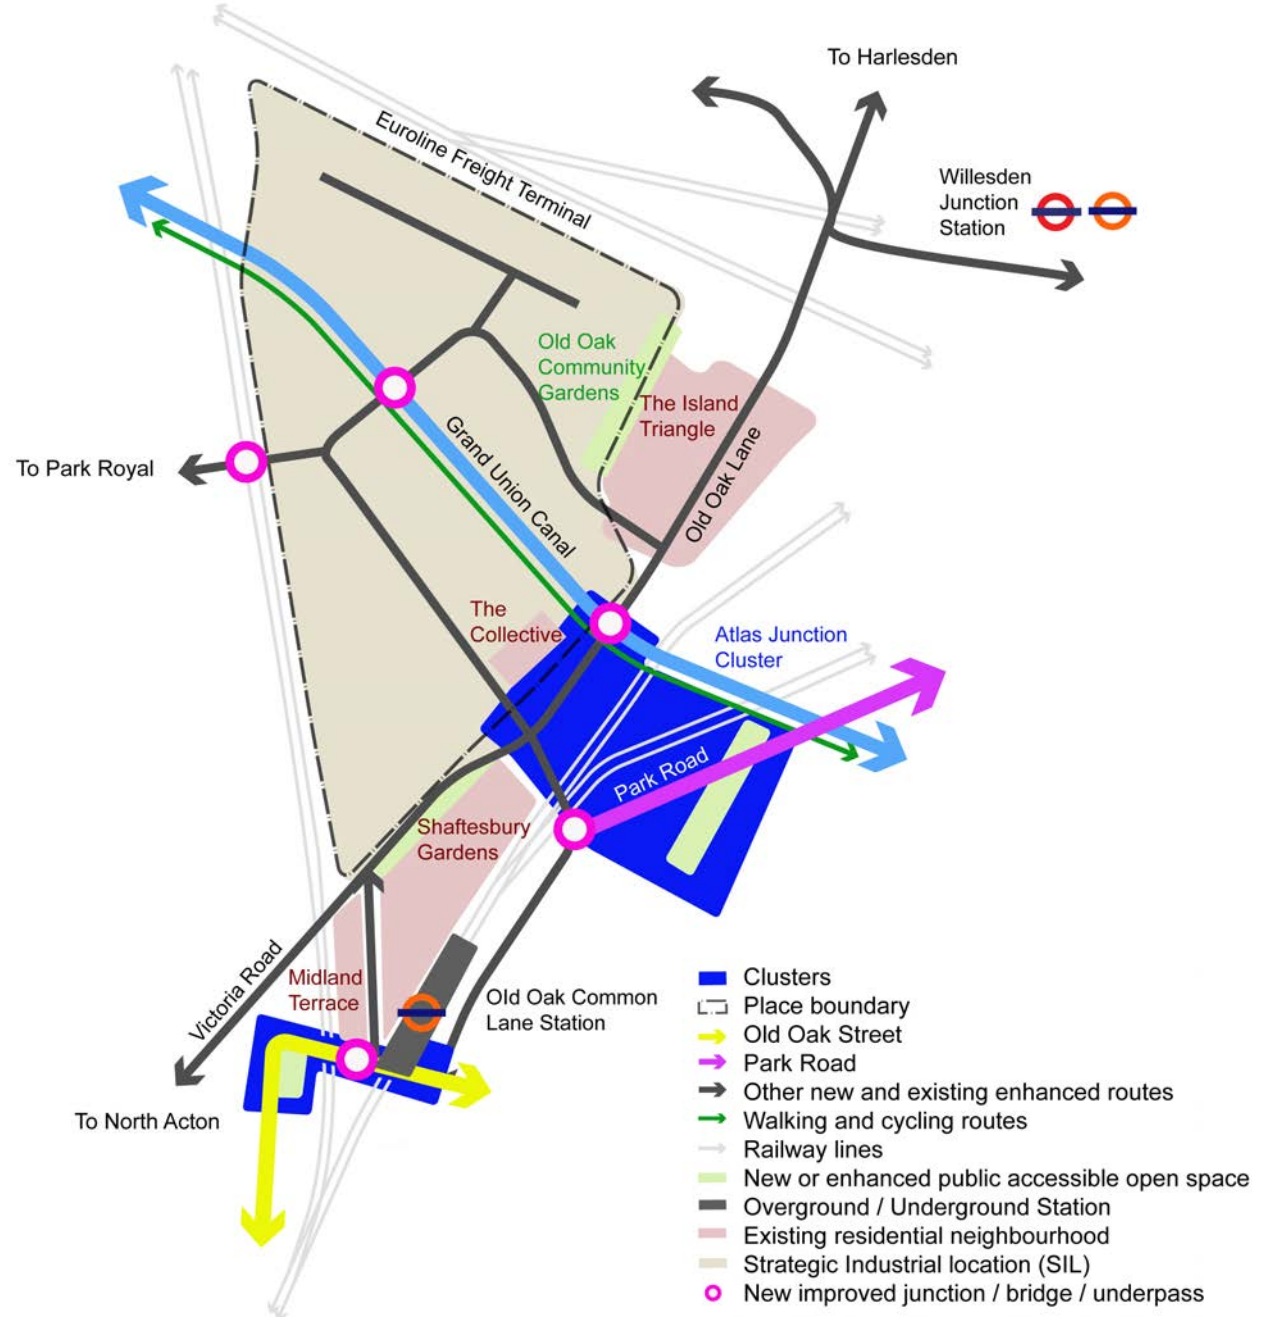 To Harlesden
Euroline Freight Terminal
Willesden
Junction
Station
Old Oak
Community
Gardens
The Island
Triangle
Grand Union Canal
Old Oak Lane
To Park Royal
The
Collective
Atlas Junction
Cluster
Park Road
Shaftesbury
Gardens
Victoria Road
Midland
Terrace
Old Oak Common
Lane Station
To North Acton
Clusters
Place boundary
Old Oak Street
Park Road
Other new and existing enhanced routes
Walking and cycling routes
Railway lines
New or enhanced public accessible open space
Overground / Underground Station
Existing residential neighbourhood
Strategic Industrial location (SIL)
New improved junction / bridge / underpass